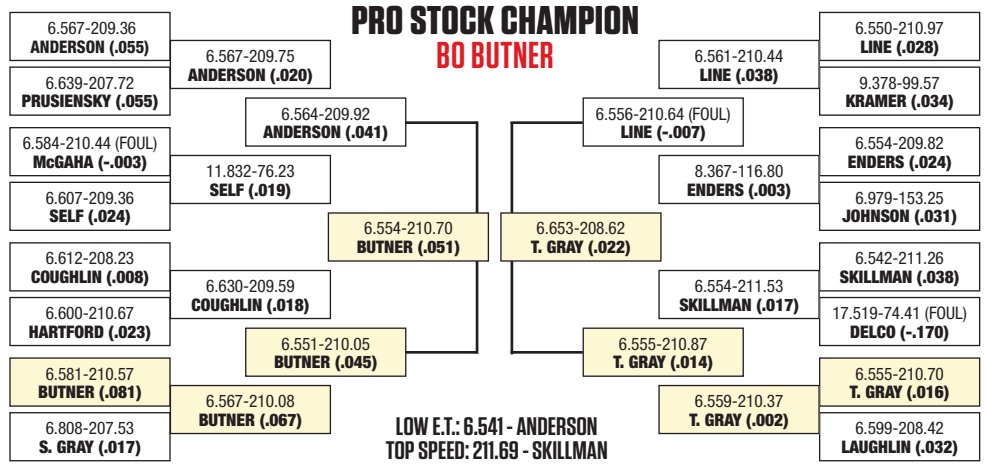 PRO STOCK CHAMPION
BO BUTNER
6.567-209.36
ANDERSON (.055)
6.639-207.72
PRUSIENSKY (.055)
6.584-210.44 (FOUL)
McGAHA (-.003)
6.607-209.36
SELF (.024)
6.612-208.23
COUGHLIN (.008)
6.600-210.67
HARTFORD (.023)
6.581-210.57
BUTNER (.081)
6.808-207.53
S. GRAY (.017)
6.567-209.75
ANDERSON (.020)
11.832-76.23
SELF (.019)
6.630-209.59
COUGHLIN (.018)
6.567-210.08
BUTNER (.067)
6.564-209.92
ANDERSON (.041)
6.551-210.05
BUTNER (.045)
6.554-210.70
BUTNER (.051)
6.653-208.62
T. GRAY (.022)
6.556-210.64 (FOUL)
LINE (-.007)
6.555-210.87
T. GRAY (.014)
6.561-210.44
LINE (.038)
8.367-116.80
ENDERS (.003)
6.554-211.53
SKILLMAN (.017)
6.559-210.37
T. GRAY (.002)
6.550-210.97
LINE (.028)
9.378-99.57
KRAMER (.034)
6.554-209.82
ENDERS (.024)
6.979-153.25
JOHNSON (.031)
6.542-211.26
SKILLMAN (.038)
17.519-74.41 (FOUL)
DELCO (-.170)
6.555-210.70
T. GRAY (.016)
6.599-208.42
LAUGHLIN (.032)
LOW E.T.: 6.541 - ANDERSON
TOP SPEED: 211.69 - SKILLMAN